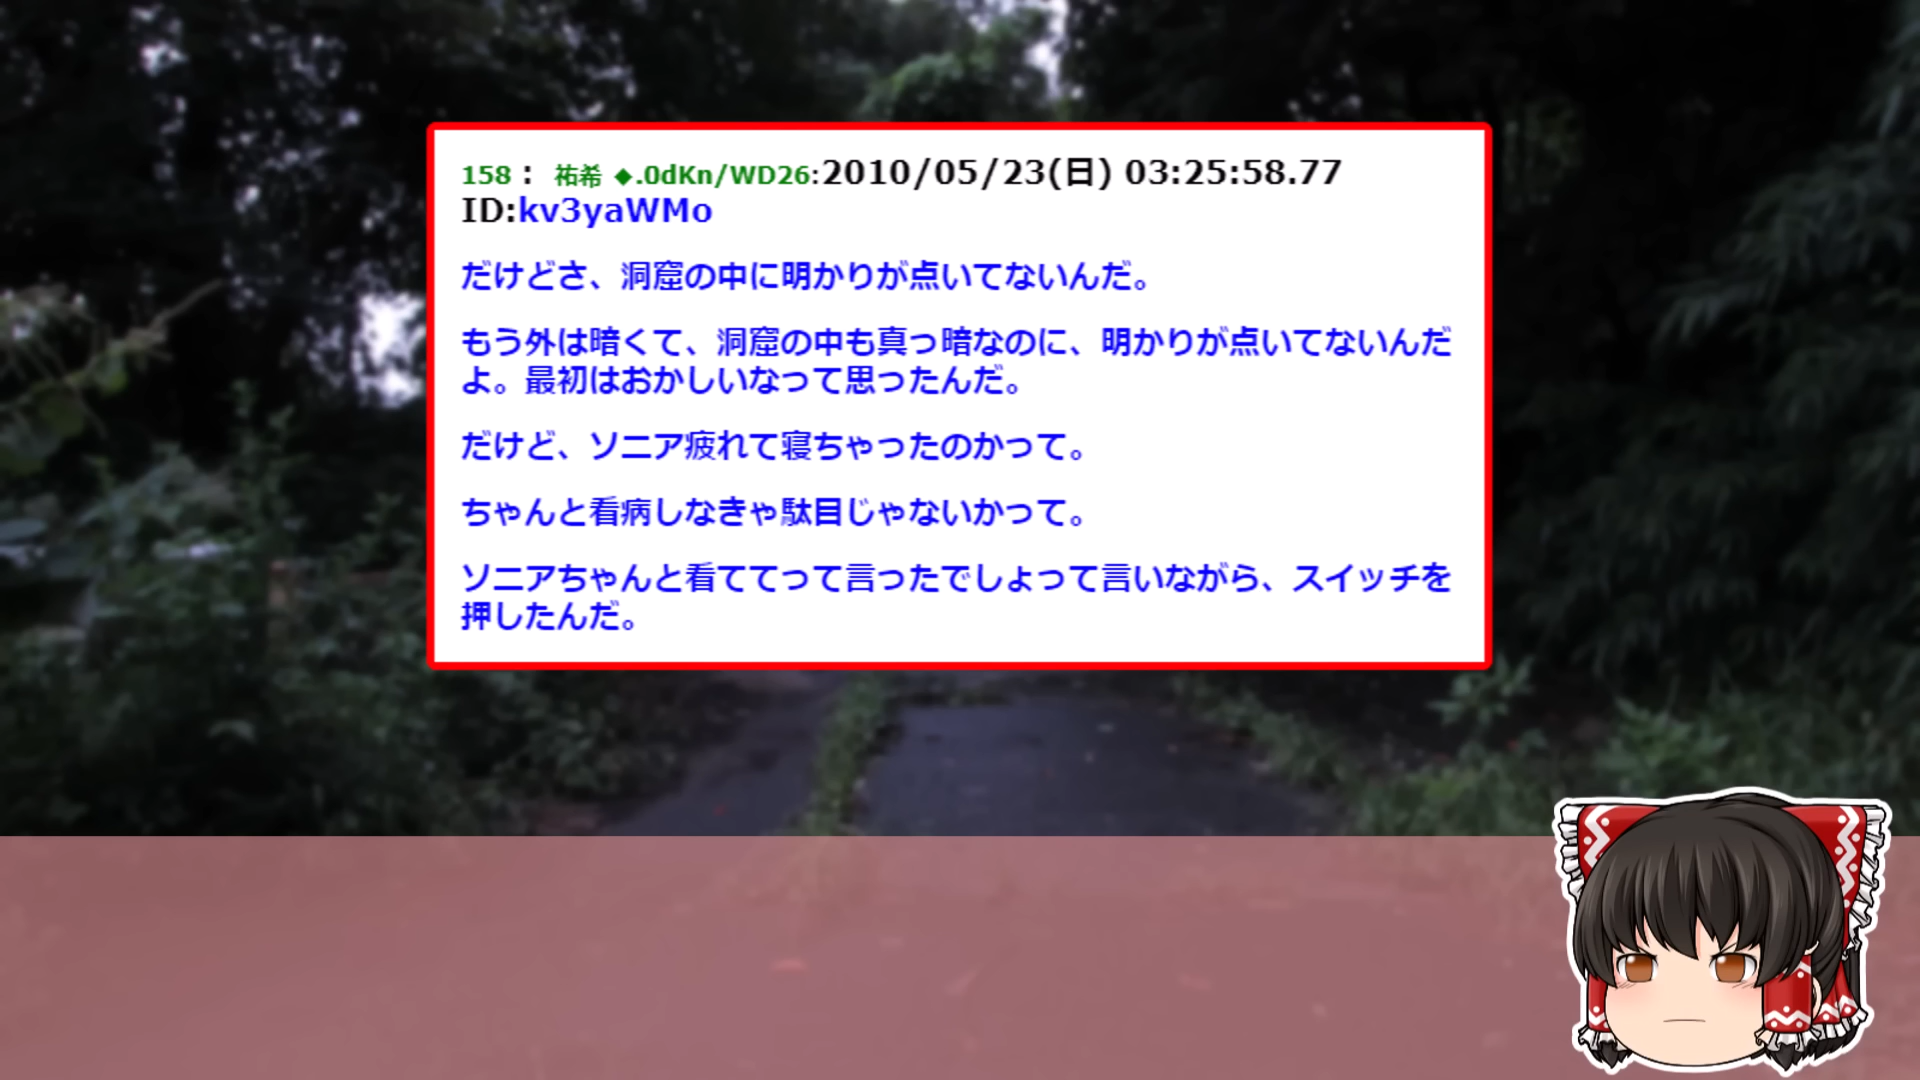 158： 祐希 ◆.0dKn/WD26:2010/05/23(日) 03:25:58.77
ID:kv3yaWMo
だけどさ、洞窟の中に明かりが点いてないんだ。
もう外は暗くて、洞窟の中も真っ暗なのに、明かりが点いてないんだ
よ。最初はおかしいなって思ったんだ。
だけど、ソニア疲れて寝ちゃったのかって。
ちゃんと看病しなきゃ駄目じゃないかって。
ソニアちゃんと看ててって言ったでしょって言いながら、スイッチを
押したんだ。